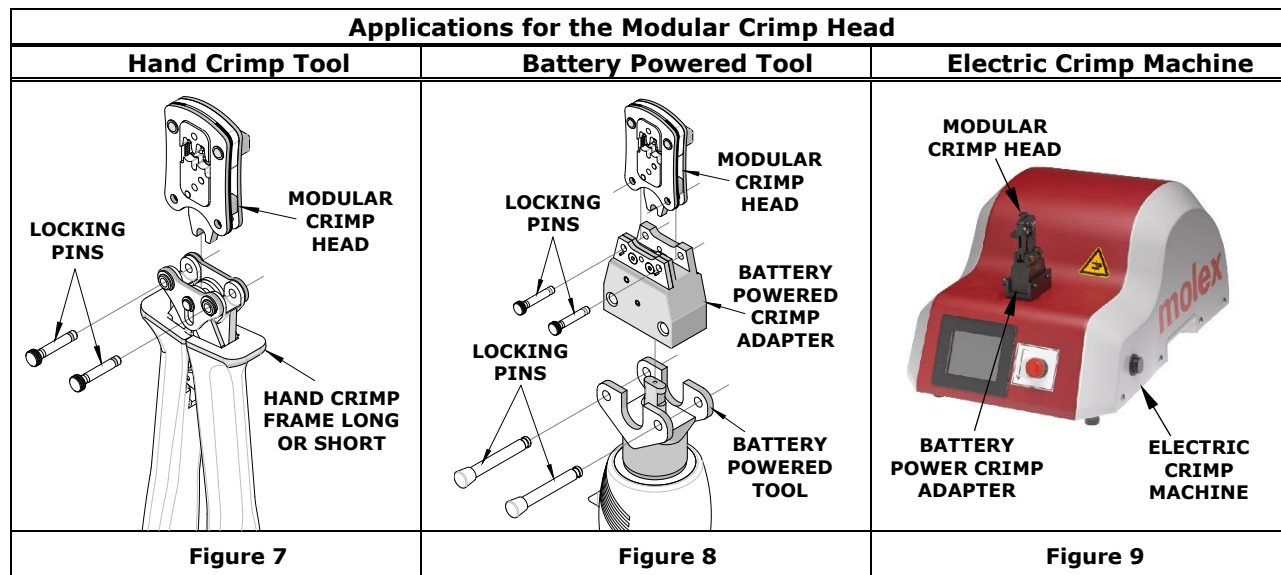 Applications for the Modular Crimp Head
Hand Crimp Tool
Battery Powered Tool
Electric Crimp Machine
MODULAR
CRIMP
HEAD
LOCKING
PINS
HAND CRIMP
FRAME LONG
OR SHORT
MODULAR
CRIMP
HEAD
LOCKING
PINS
BATTERY
POWERED
CRIMP
ADAPTER
LOCKING
PINS
BATTERY
POWERED
TOOL
MODULAR
CRIMP HEAD
molex
BATTERY
POWER CRIMP
ADAPTER
ELECTRIC
CRIMP
MACHINE
Figure 7
Figure 8
Figure 9